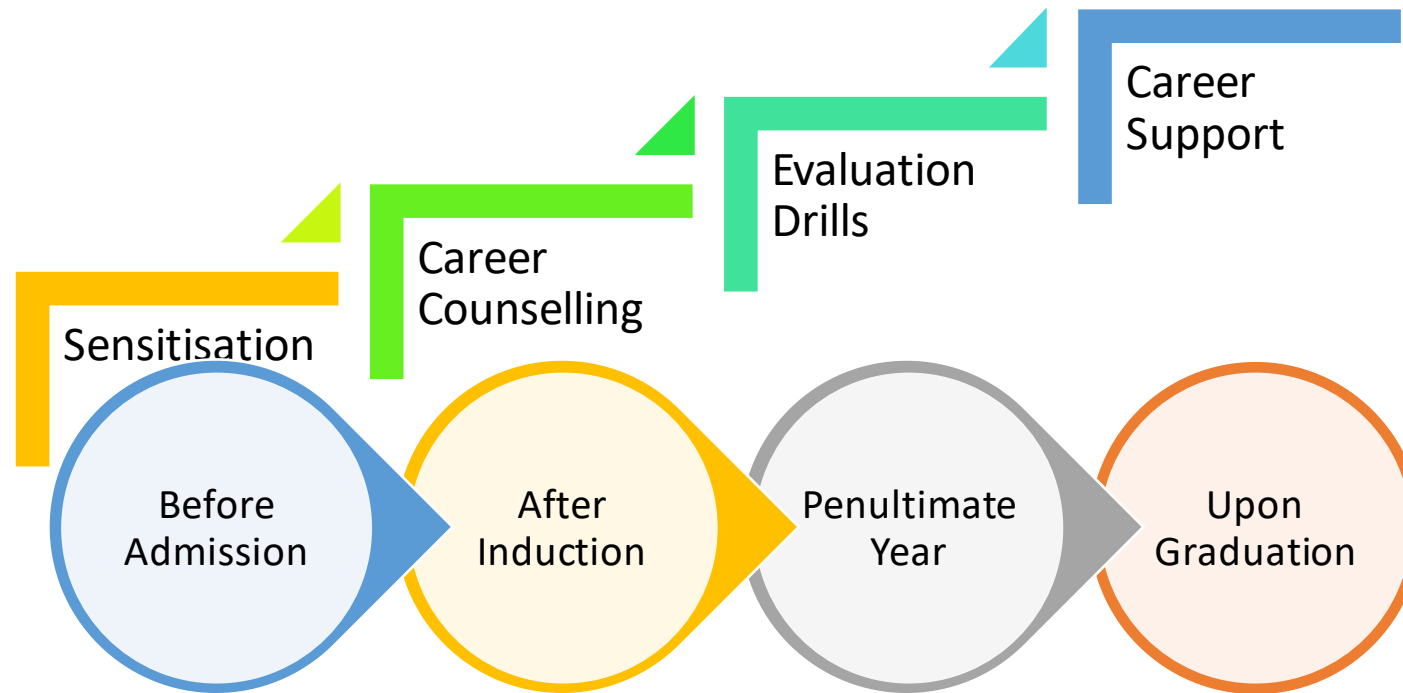 Sensitisation
Career
Counselling
Evaluation
Drills
Career
Support
Before
Admission
After
Induction
Penultimate
Year
Upon
Graduation